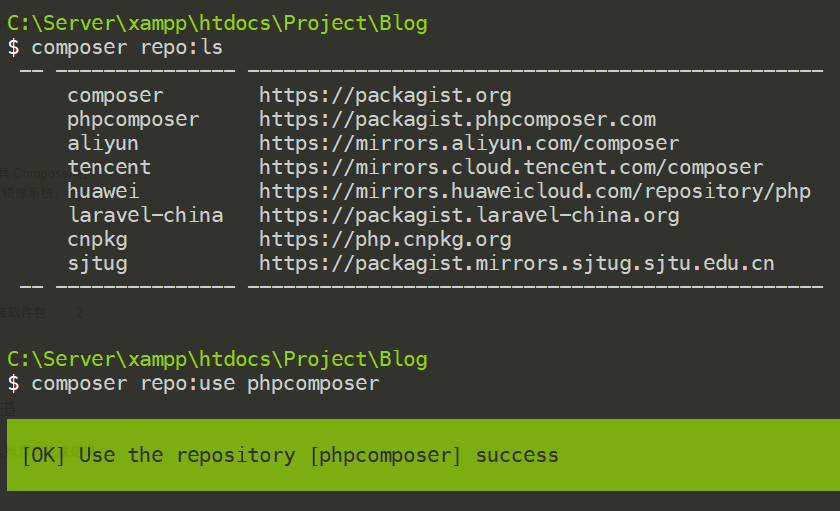 C:\Server\xampp\htdocs\Project\Blog
$ composer repo:ls
-- --------------- ------------------------------------------------
composer https://packagist.org
phpcomposer https://packagist.phpcomposer.com
aliyun https://mirrors.aliyun.com/composer
tencent https://mirrors.cloud.tencent.com/composer
huawei https://mirrors.huaweicloud.com/repository/php
laravel-china https://packagist.laravel-china.org
cnpkg https://php.cnpkg.org
sjtug https://packagist.mirrors.sjtug.sjtu.edu.cn
-- --------------- ------------------------------------------------
C:\Server\xampp\htdocs\Project\Blog
$ composer repo:use phpcomposer
[OK] Use the repository [phpcomposer] success